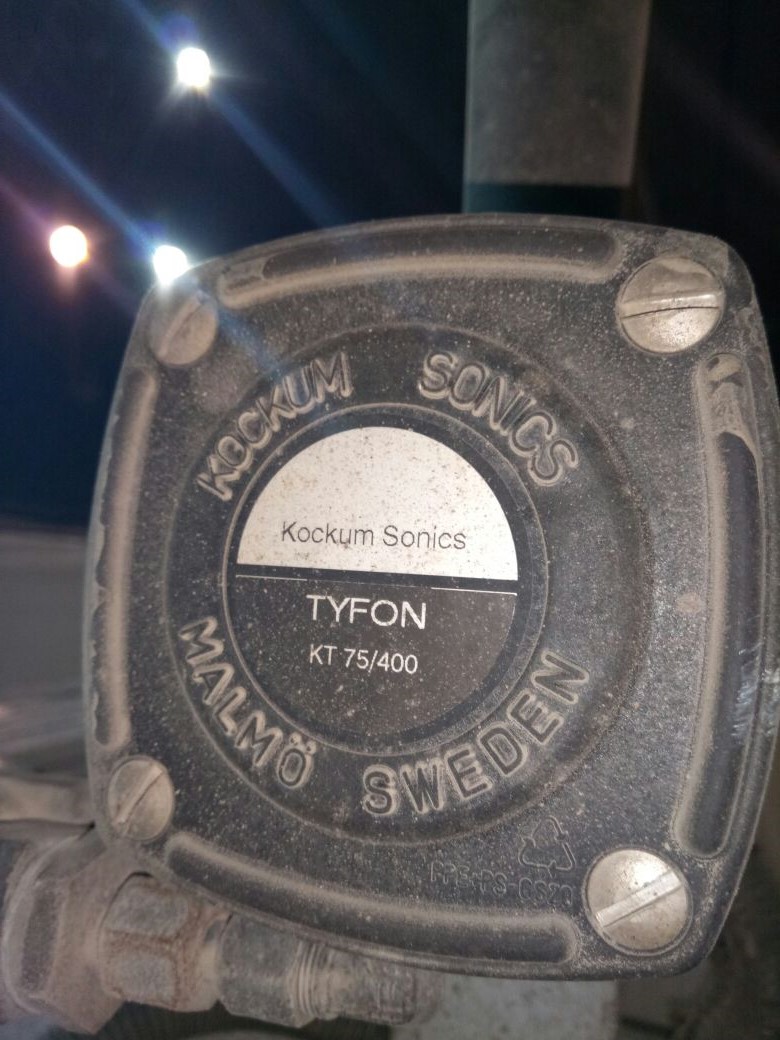 KOCKUM SONICS
Kockum Sonics
TYFON
KT 75/400
MALMÖ SWEDEN